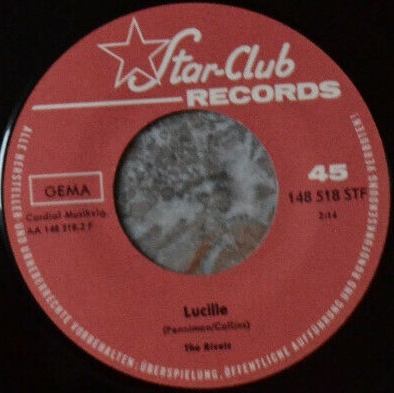 Star-Club
RECORDS
45
GEMA
148 518 STF
2:14
Cordial Musikvlg.
AA 148 518.2 F
Lucille
(Penniman/Collins)
The Rivets
ALLE HERSTELLER- UND URHEBERRECHTE VORBEHALTEN, ÜBERSPIELUNG, ÖFFENTLICHE AUFFÜHRUNG UND RUNDFUNKSENDUNG VERBOTEN!